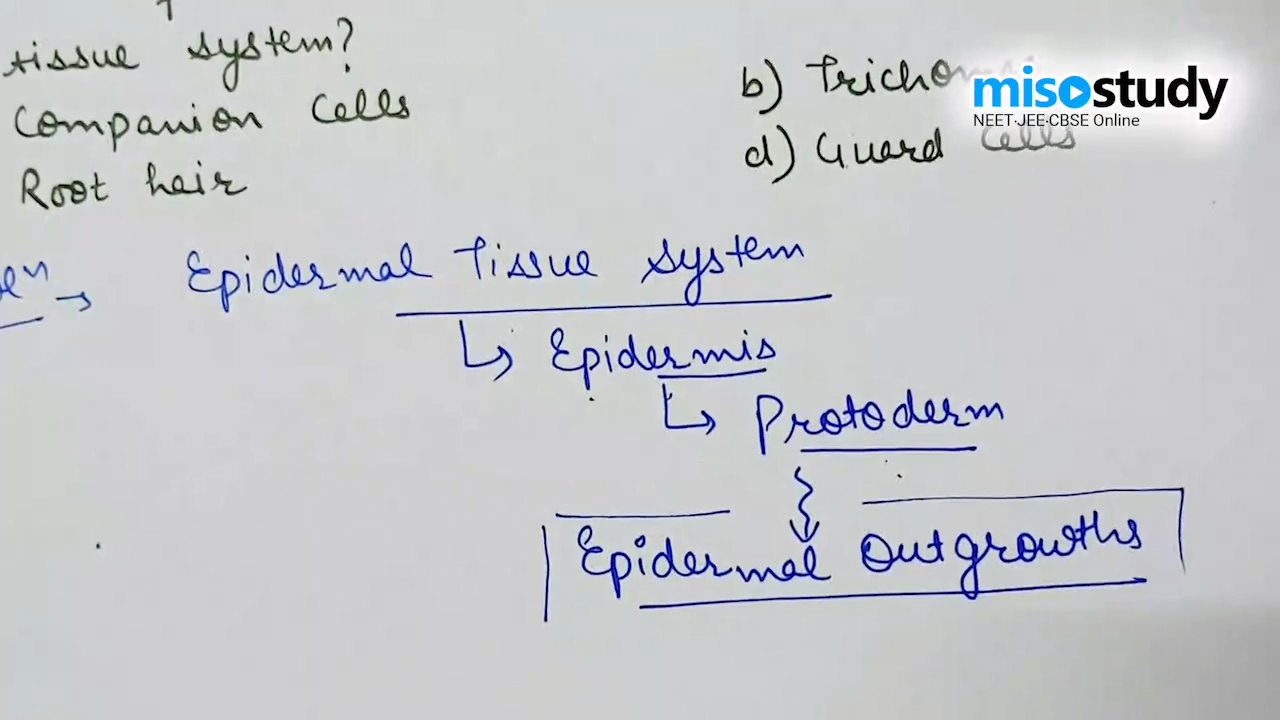 tissue system?
Companion Cells
b)
Root hair
d) Guard Cells
misostudy
NEET·JEE·CBSE Online
Epidermal Tissue System
Epidermis
Protoderm
Epidermal Outgrowths